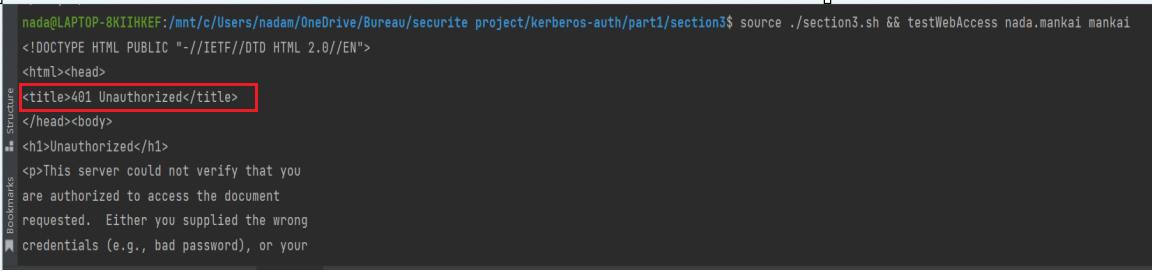 nada@LAPTOP-8KIIHKEF:/mnt/c/Users/nadam/OneDrive/Bureau/securite project/kerberos-auth/part1/section3$ source ./section3.sh && testWebAccess nada.mankai mankai
<!DOCTYPE HTML PUBLIC "-//IETF//DTD HTML 2.0//EN">
<html><head>
<title>401 Unauthorized</title>
</head><body>
<h1>Unauthorized</h1>
<p>This server could not verify that you
are authorized to access the document
requested.  Either you supplied the wrong
credentials (e.g., bad password), or your
Structure
Bookmarks